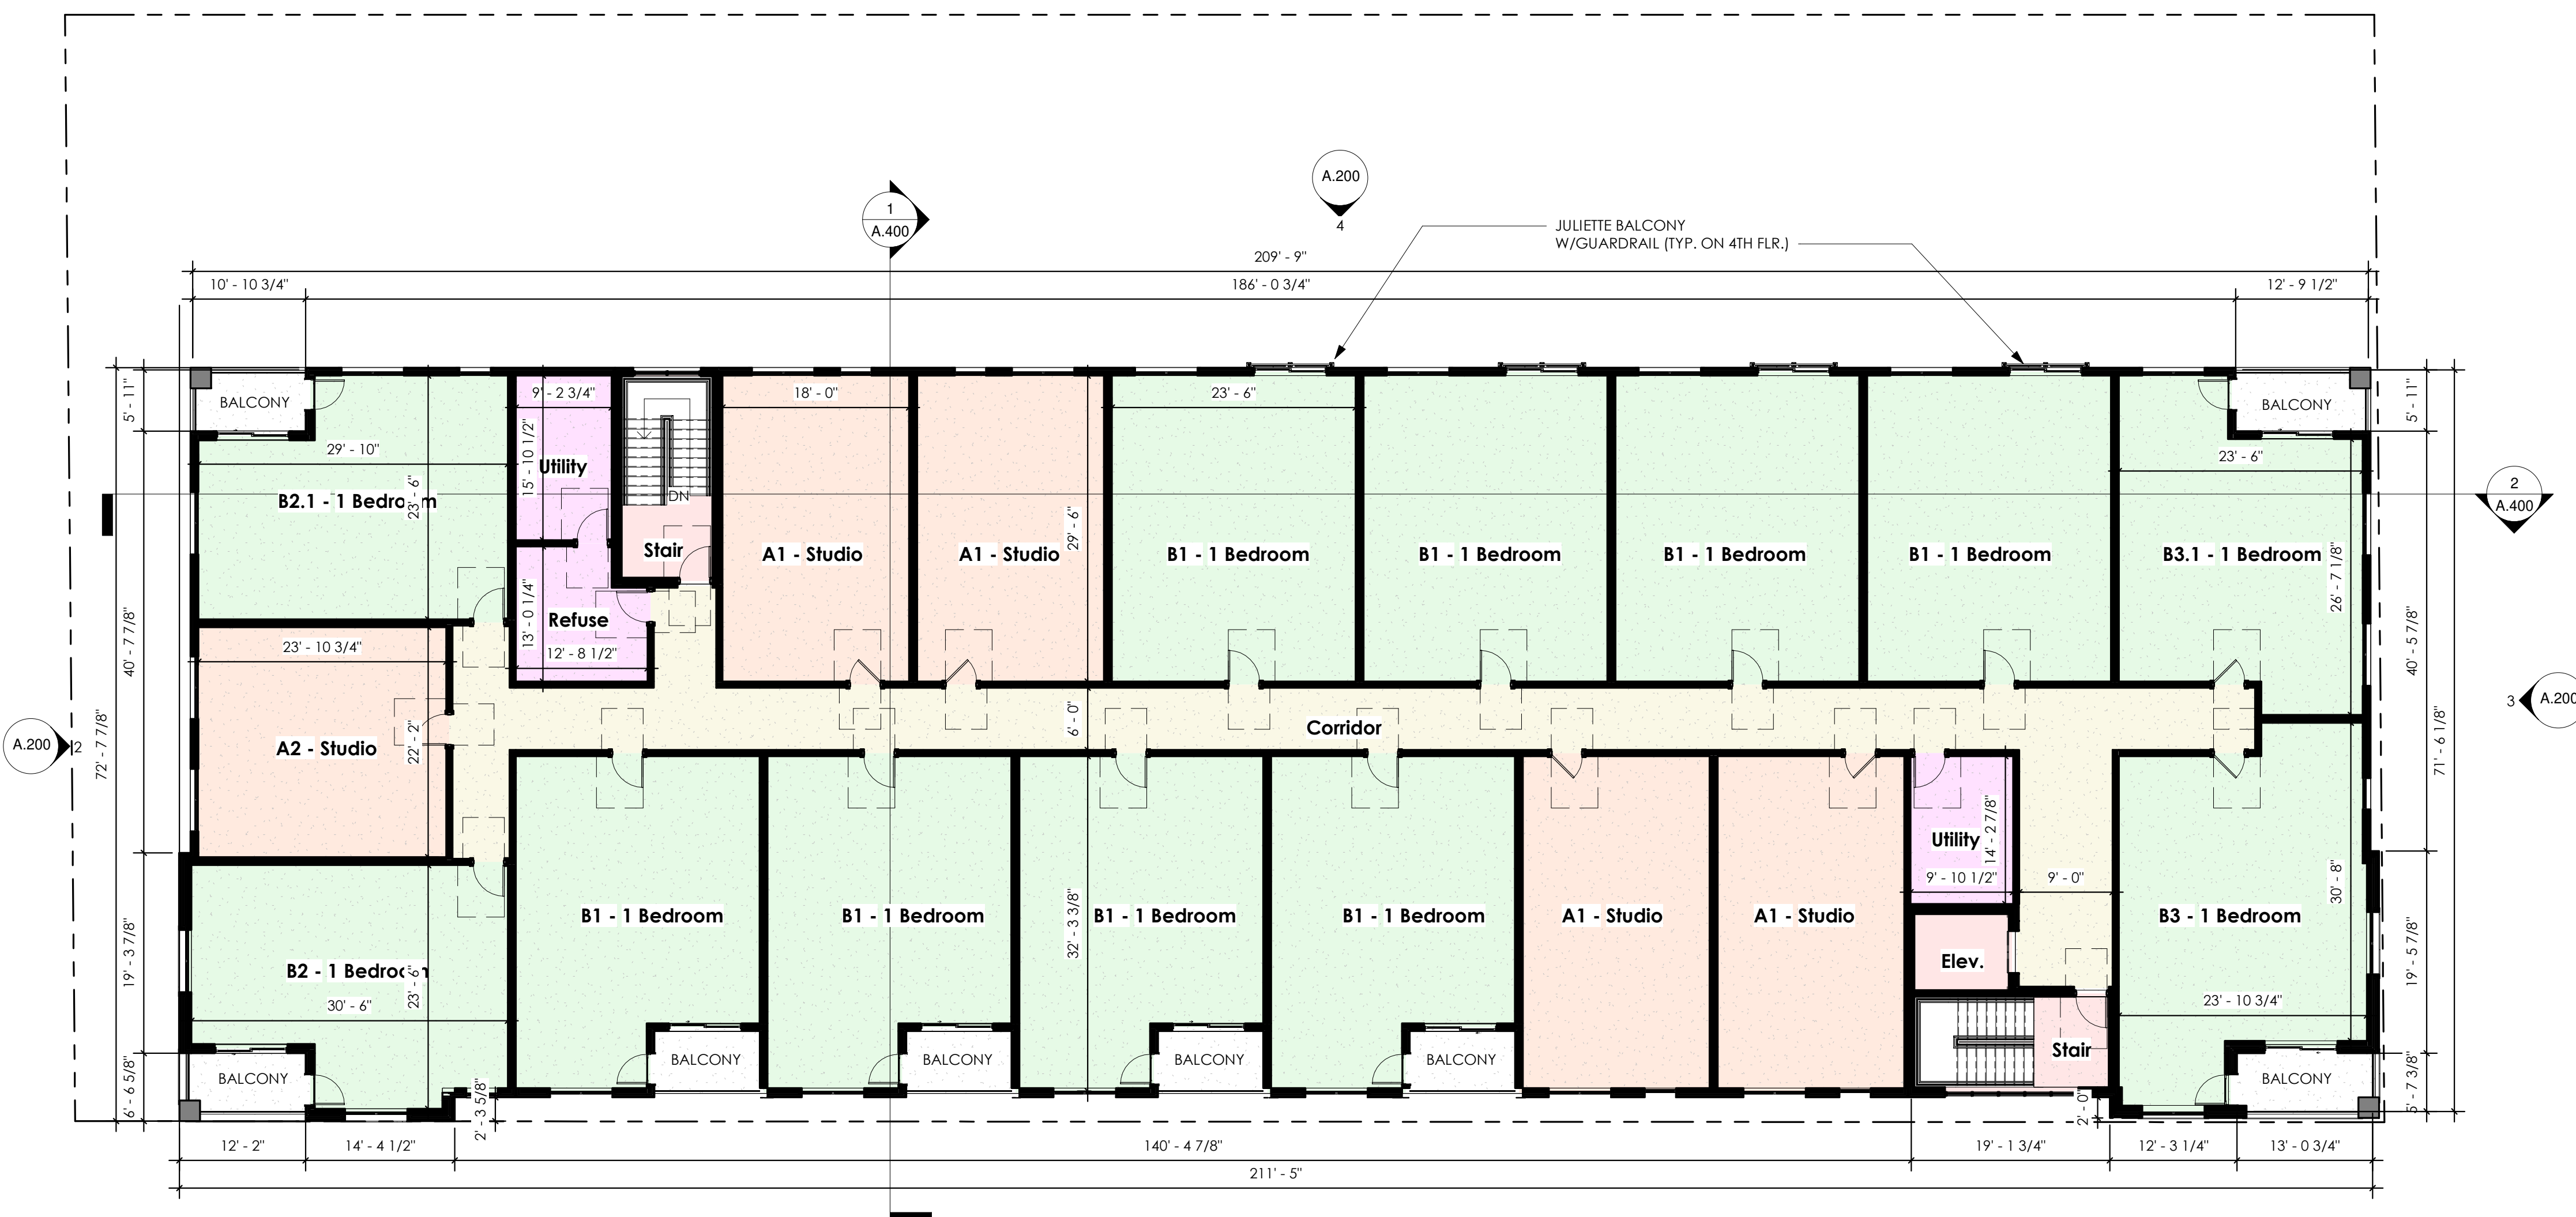 A.200
4
1
A.400
JULIETTE BALCONY
W/GUARDRAIL (TYP. ON 4TH FLR.)
209' - 9"
10' - 10 3/4"
186' - 0 3/4"
12' - 9 1/2"
5' - 11"
BALCONY
9' - 2 3/4"
18' - 0"
23' - 6"
BALCONY
5' - 11"
29' - 10"
15' - 10 1/2"
Utility
23' - 6"
23' - 6"
B2.1 - 1 Bedroom
DN
2
A.400
Stair
A1 - Studio
A1 - Studio
29' - 6"
B1 - 1 Bedroom
B1 - 1 Bedroom
B1 - 1 Bedroom
B1 - 1 Bedroom
B3.1 - 1 Bedroom
26' - 7 1/8"
13' - 0 1/4"
Refuse
12' - 8 1/2"
40' - 7 7/8"
40' - 5 7/8"
23' - 10 3/4"
72' - 7 7/8"
71' - 6 1/8"
A.200
2
A2 - Studio
22' - 2"
6' - 0"
Corridor
3
A.200
Utility
14' - 2 7/8"
9' - 10 1/2"
9' - 0"
30' - 8"
19' - 3 7/8"
19' - 5 7/8"
B1 - 1 Bedroom
B1 - 1 Bedroom
32' - 3 3/8"
B1 - 1 Bedroom
B1 - 1 Bedroom
A1 - Studio
A1 - Studio
B3 - 1 Bedroom
B2 - 1 Bedroom
23' - 6"
30' - 6"
Elev.
23' - 10 3/4"
Stair
BALCONY
BALCONY
BALCONY
BALCONY
BALCONY
BALCONY
6' - 6 5/8"
2' - 3 5/8"
2' - 0"
5' - 7 3/8"
12' - 2"
14' - 4 1/2"
140' - 4 7/8"
19' - 1 3/4"
12' - 3 1/4"
13' - 0 3/4"
211' - 5"